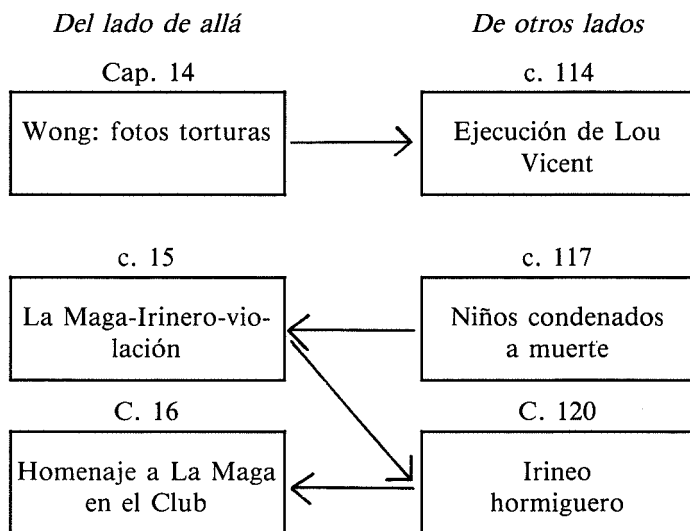 Del lado de allá
De otros lados
Cap. 14
c. 114
Wong: fotos torturas
Ejecución de Lou
Vicent
c. 15
c. 117
La Maga-Irinero-vio-
lación
Niños condenados
a muerte
C. 16
C. 120
Homenaje a La Maga
en el Club
Irineo
hormiguero